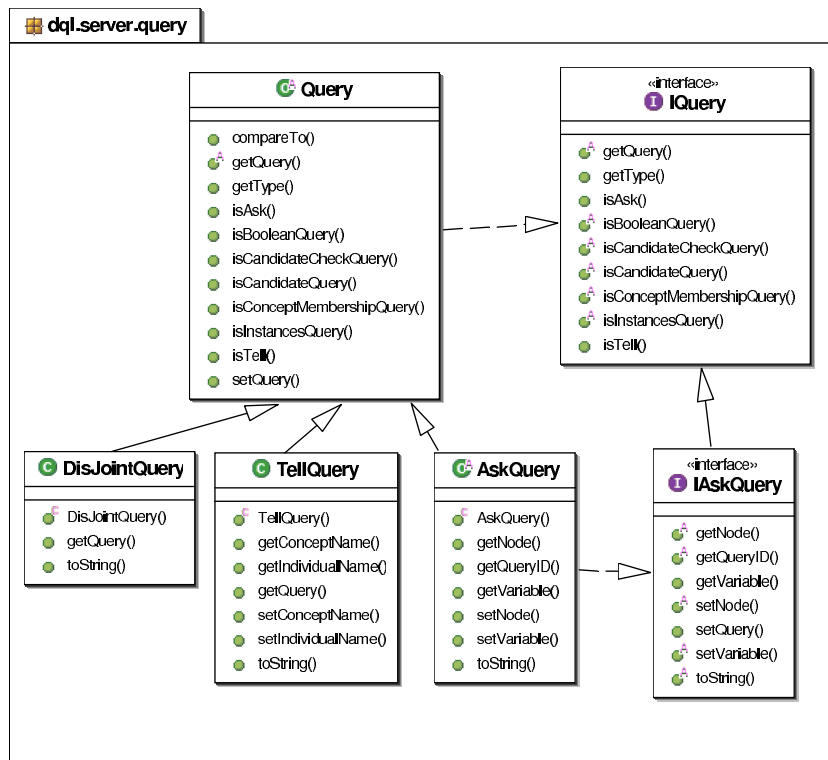 dql.server.query
Query
compareTo()
getQuery()
getType()
isAsk()
isBooleanQuery()
isCandidateCheckQuery()
isCandidateQuery()
isConceptMembershipQuery()
isInstancesQuery()
isTell()
setQuery()
«interface»
IQuery
getQuery()
getType()
isAsk()
isBooleanQuery()
isCandidateCheckQuery()
isCandidateQuery()
isConceptMembershipQuery()
isInstancesQuery()
isTell()
DisJointQuery
DisJointQuery()
getQuery()
toString()
TellQuery
TellQuery()
getConceptName()
getIndividualName()
getQuery()
setConceptName()
setIndividualName()
toString()
AskQuery
AskQuery()
getNode()
getQueryID()
getVariable()
setNode()
setVariable()
toString()
«interface»
IAskQuery
getNode()
getQueryID()
getVariable()
setNode()
setQuery()
setVariable()
toString()